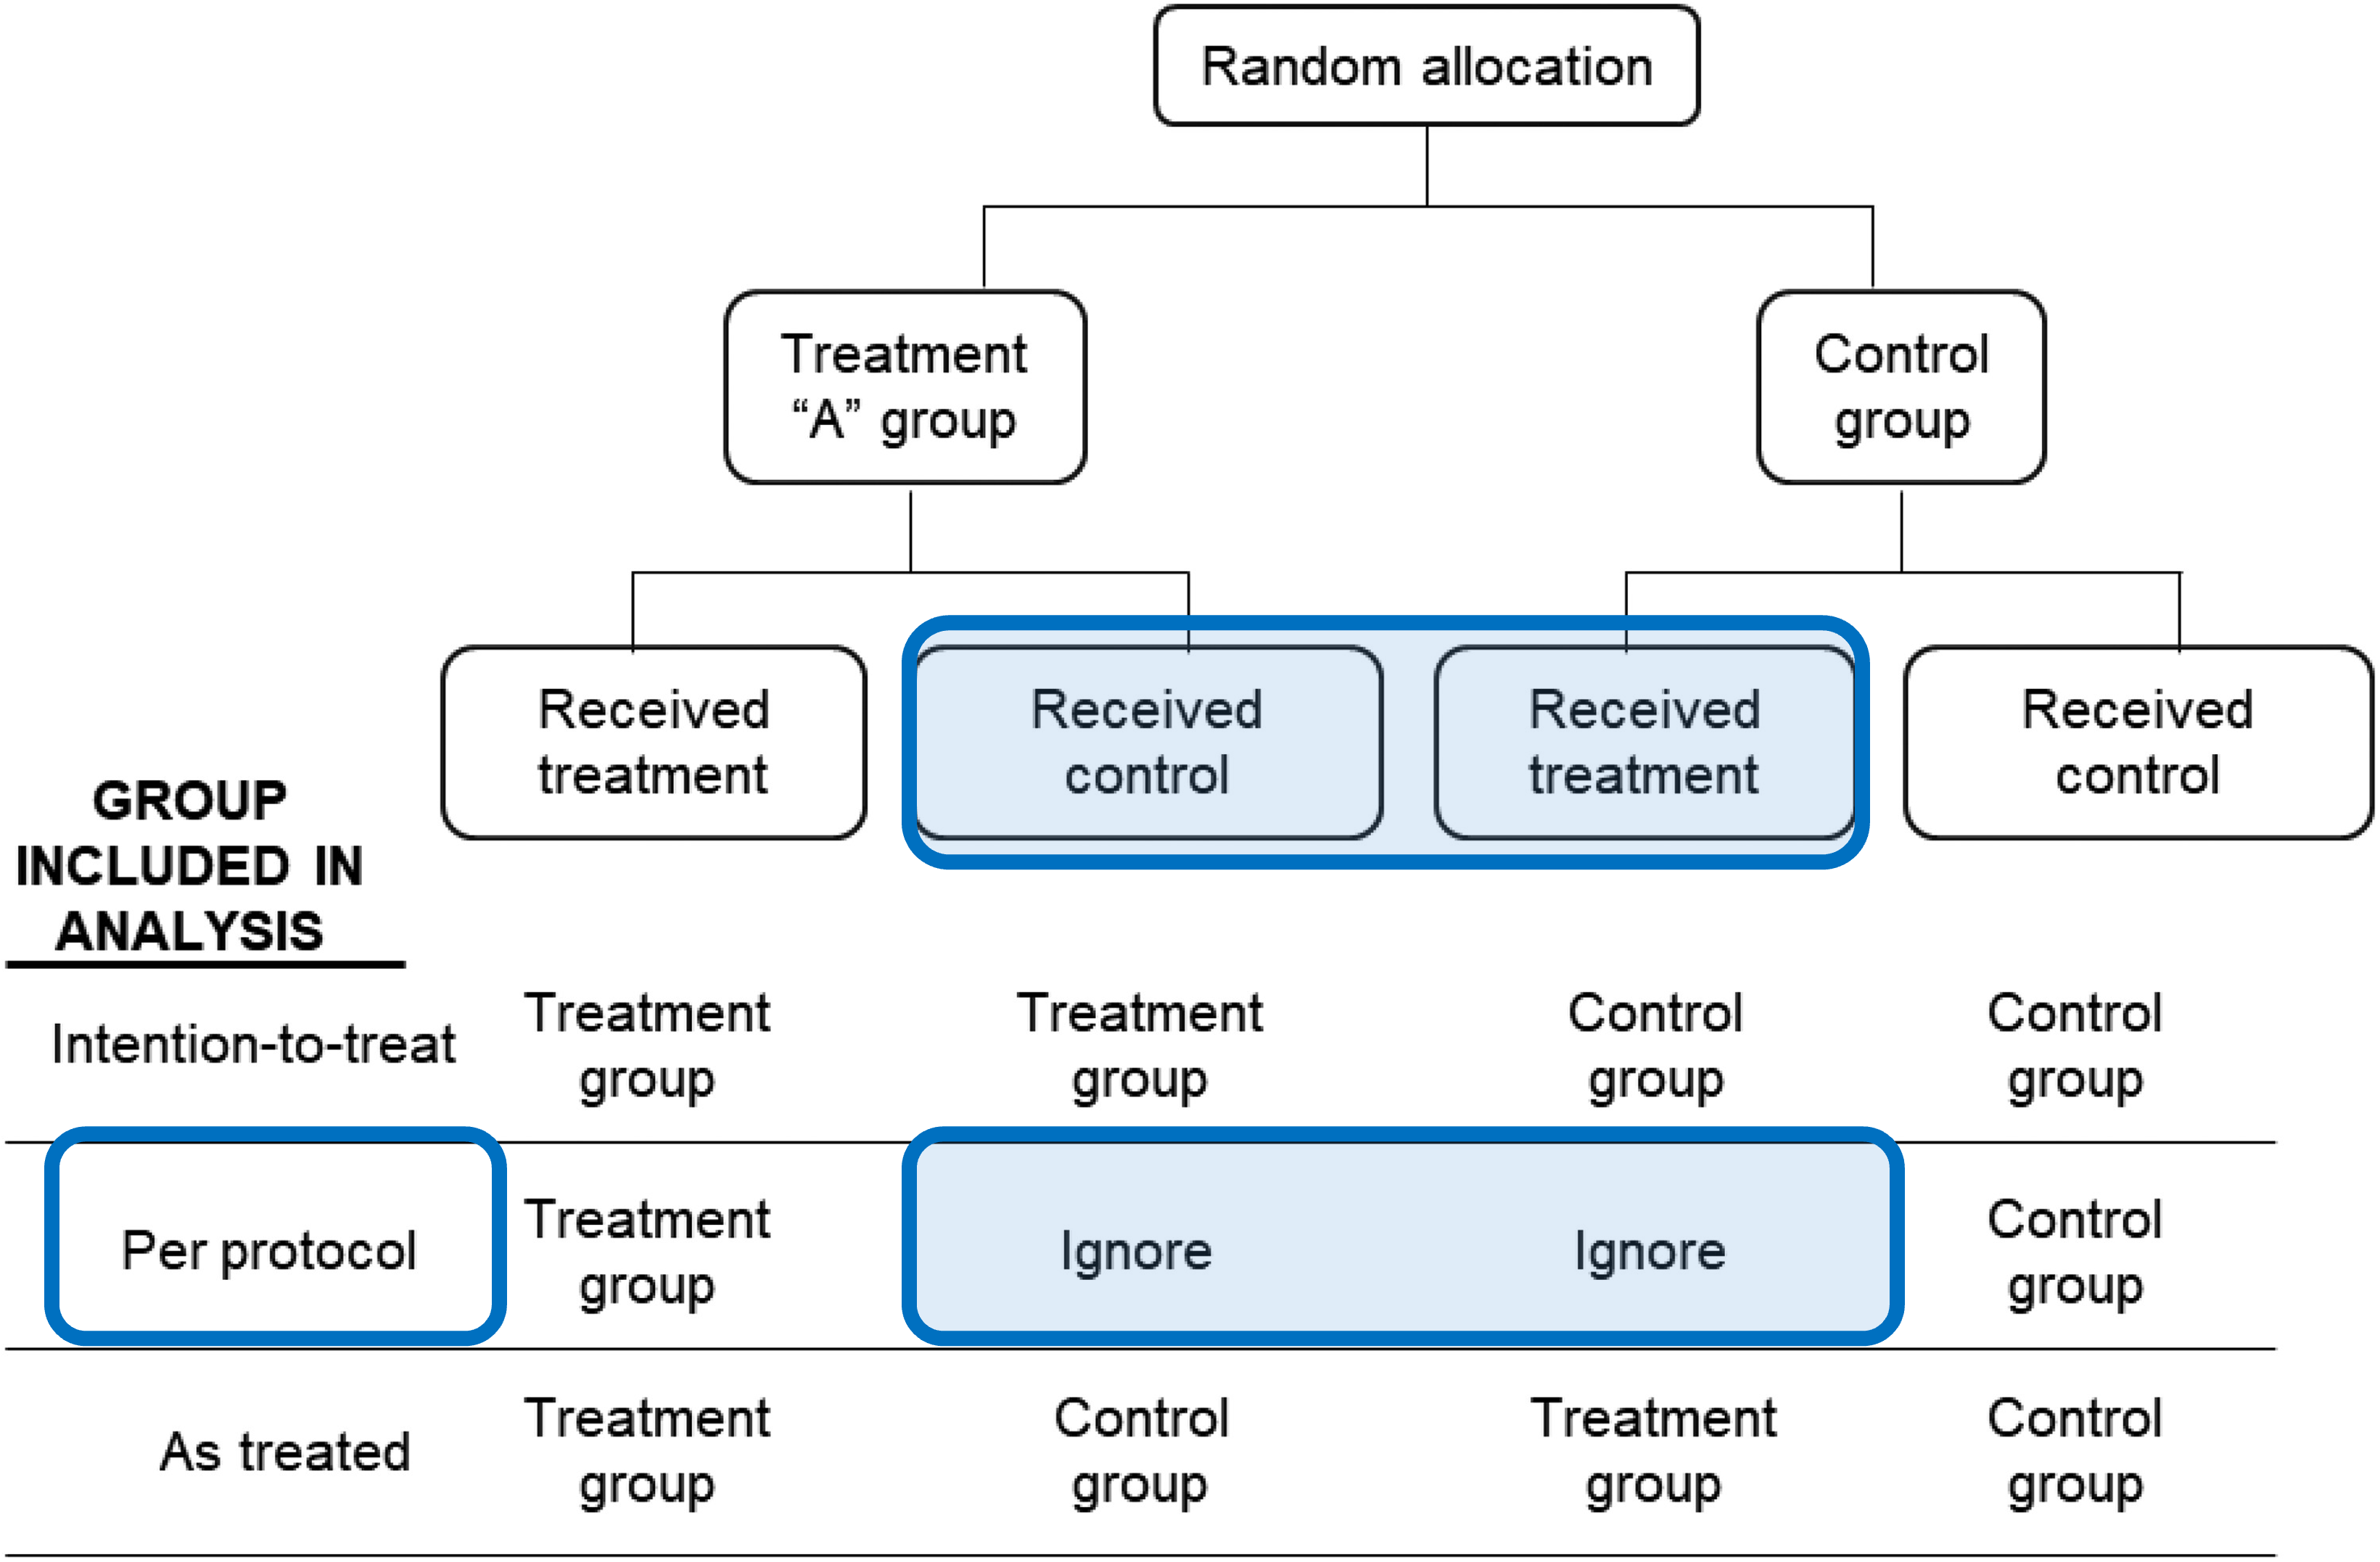 Random allocation
Treatment
“A” group
Control
group
Received
treatment
Received
control
Received
treatment
Received
control
GROUP
INCLUDED IN
ANALYSIS
Intention-to-treat
Treatment
group
Treatment
group
Control
group
Control
group
Per protocol
Treatment
group
Ignore
Ignore
Control
group
As treated
Treatment
group
Control
group
Treatment
group
Control
group